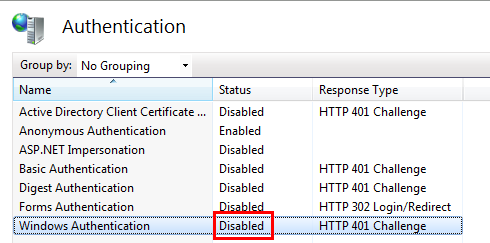 Authentication
Group by: No Grouping
Name Status Response Type
Active Directory Client Certificate ... Disabled HTTP 401 Challenge
Anonymous Authentication Enabled
ASP.NET Impersonation Disabled
Basic Authentication Disabled HTTP 401 Challenge
Digest Authentication Disabled HTTP 401 Challenge
Forms Authentication Disabled HTTP 302 Login/Redirect
Windows Authentication Disabled HTTP 401 Challenge